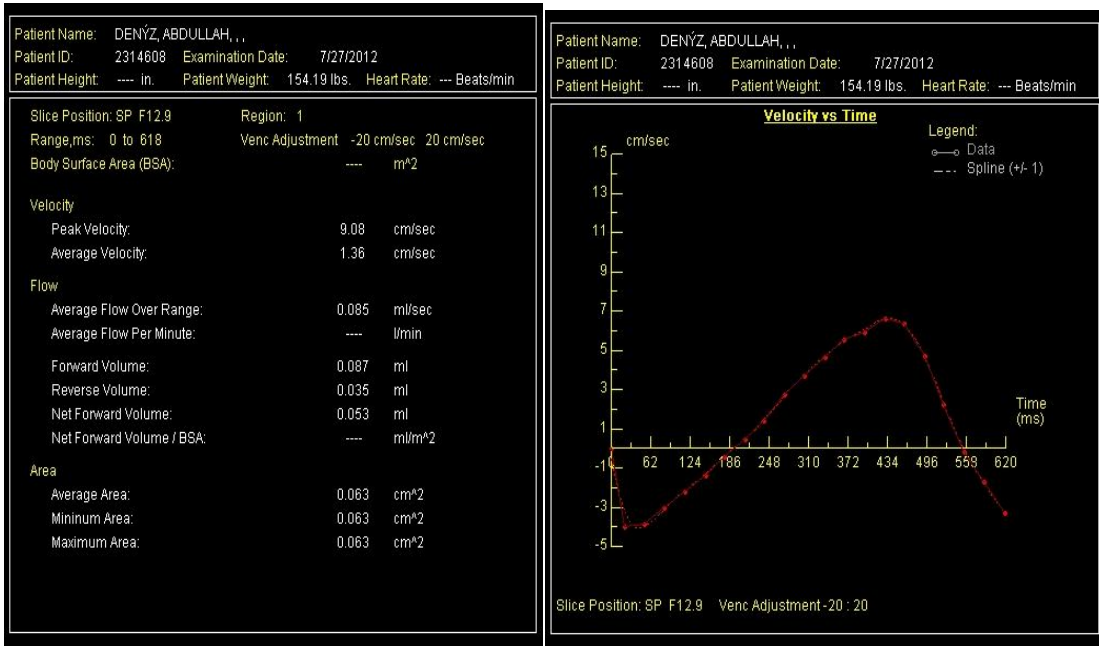 Patient Name: DENÝZ, ABDULLAH, , ,
Patient ID: 2314608 Examination Date: 7/27/2012
Patient Height: ---- in. Patient Weight: 154.19 lbs. Heart Rate: --- Beats/min
Slice Position: SP F12.9 Region: 1
Range,ms: 0 to 618 Venc Adjustment -20 cm/sec 20 cm/sec
Body Surface Area (BSA): ---- m^2
Velocity
Peak Velocity: 9.08 cm/sec
Average Velocity: 1.36 cm/sec
Flow
Average Flow Over Range: 0.085 ml/sec
Average Flow Per Minute: ---- l/min
Forward Volume: 0.087 ml
Reverse Volume: 0.035 ml
Net Forward Volume: 0.053 ml
Net Forward Volume / BSA: ---- ml/m^2
Area
Average Area: 0.063 cm^2
Mininum Area: 0.063 cm^2
Maximum Area: 0.063 cm^2
Patient Name: DENÝZ, ABDULLAH, , ,
Patient ID: 2314608 Examination Date: 7/27/2012
Patient Height: ---- in. Patient Weight: 154.19 lbs. Heart Rate: --- Beats/min
Velocity vs Time
cm/sec
Legend:
Data
Spline (+/- 1)
15
13
11
9
7
5
3
1
-1
-3
-5
Time
(ms)
62 124 186 248 310 372 434 496 558 620
Slice Position: SP F12.9 Venc Adjustment -20 : 20